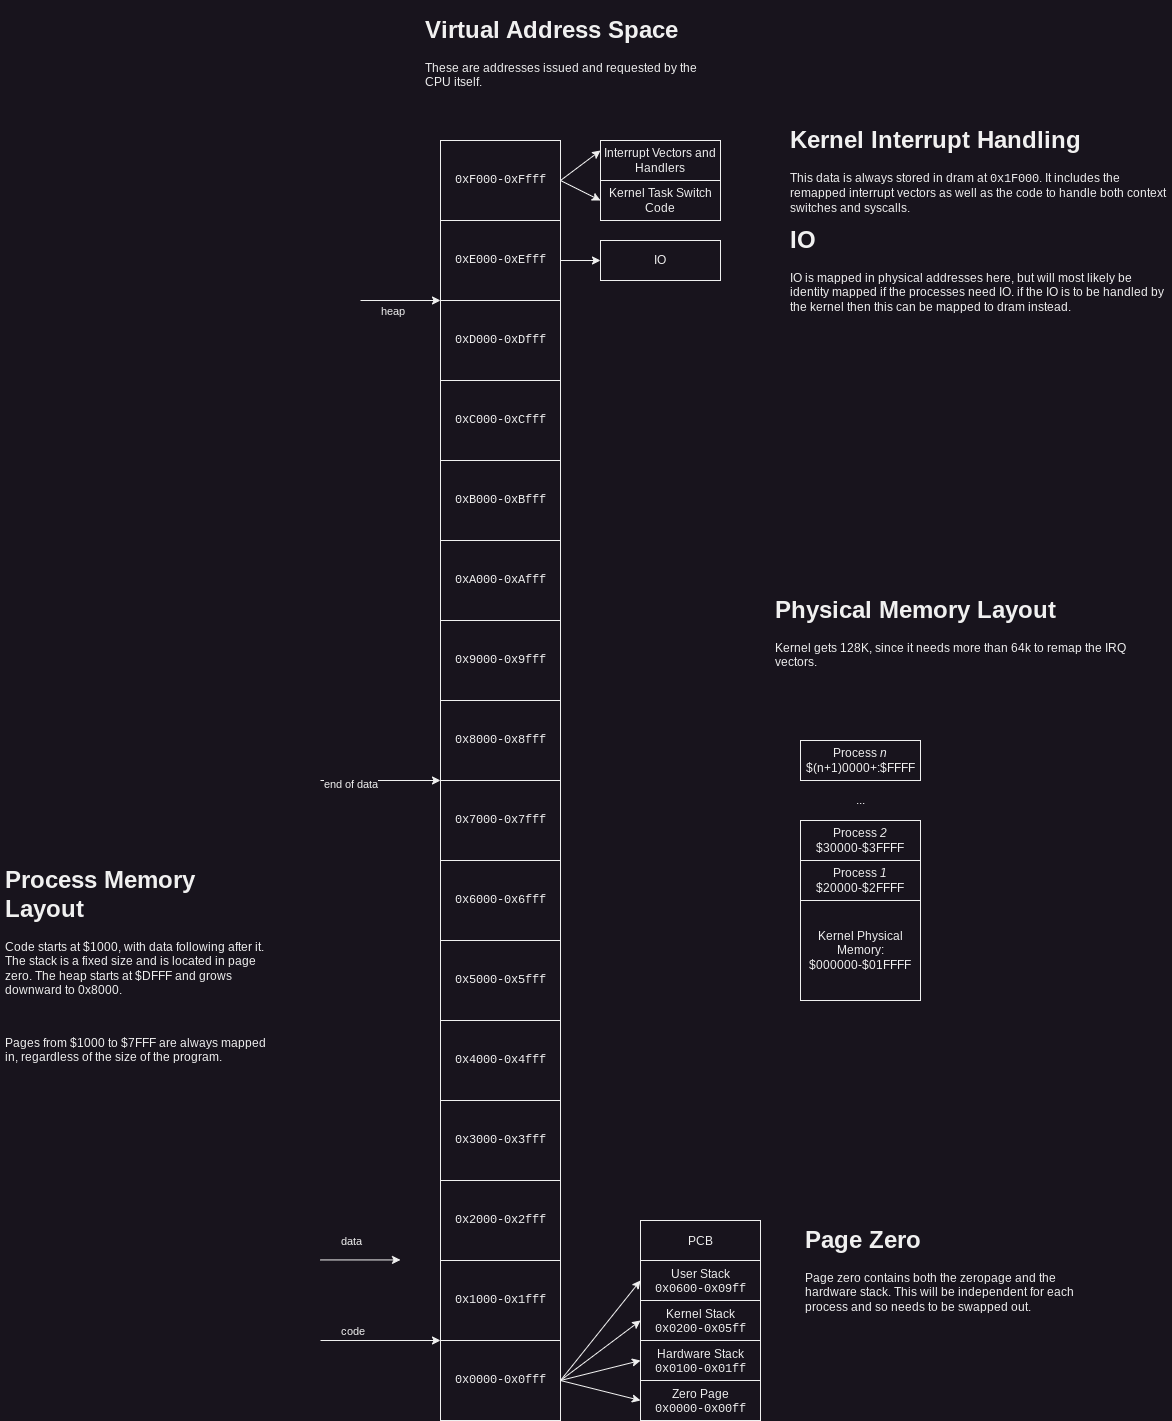 Virtual Address Space
These are addresses issued and requested by the
CPU itself.
Kernel Interrupt Handling
This data is always stored in dram at 0x1F000. It includes the
remapped interrupt vectors as well as the code to handle both context
switches and syscalls.
IO
IO is mapped in physical addresses here, but will most likely be
identity mapped if the processes need IO. if the IO is to be handled by
the kernel then this can be mapped to dram instead.
0xF000-0xFfff
Interrupt Vectors and
Handlers
Kernel Task Switch
Code
0xE000-0xEfff
IO
heap
0xD000-0xDfff
0xC000-0xCfff
0xB000-0xBfff
0xA000-0xAfff
0x9000-0x9fff
0x8000-0x8fff
end of data
0x7000-0x7fff
0x6000-0x6fff
0x5000-0x5fff
0x4000-0x4fff
0x3000-0x3fff
0x2000-0x2fff
data
0x1000-0x1fff
code
0x0000-0x0fff
Physical Memory Layout
Kernel gets 128K, since it needs more than 64k to remap the IRQ
vectors.
Process n
$(n+1)0000+:$FFFF
...
Process 2
$30000-$3FFFF
Process 1
$20000-$2FFFF
Kernel Physical
Memory:
$000000-$01FFFF
Process Memory
Layout
Code starts at $1000, with data following after it.
The stack is a fixed size and is located in page
zero. The heap starts at $DFFF and grows
downward to 0x8000.
Pages from $1000 to $7FFF are always mapped
in, regardless of the size of the program.
PCB
User Stack
0x0600-0x09ff
Kernel Stack
0x0200-0x05ff
Hardware Stack
0x0100-0x01ff
Zero Page
0x0000-0x00ff
Page Zero
Page zero contains both the zeropage and the
hardware stack. This will be independent for each
process and so needs to be swapped out.